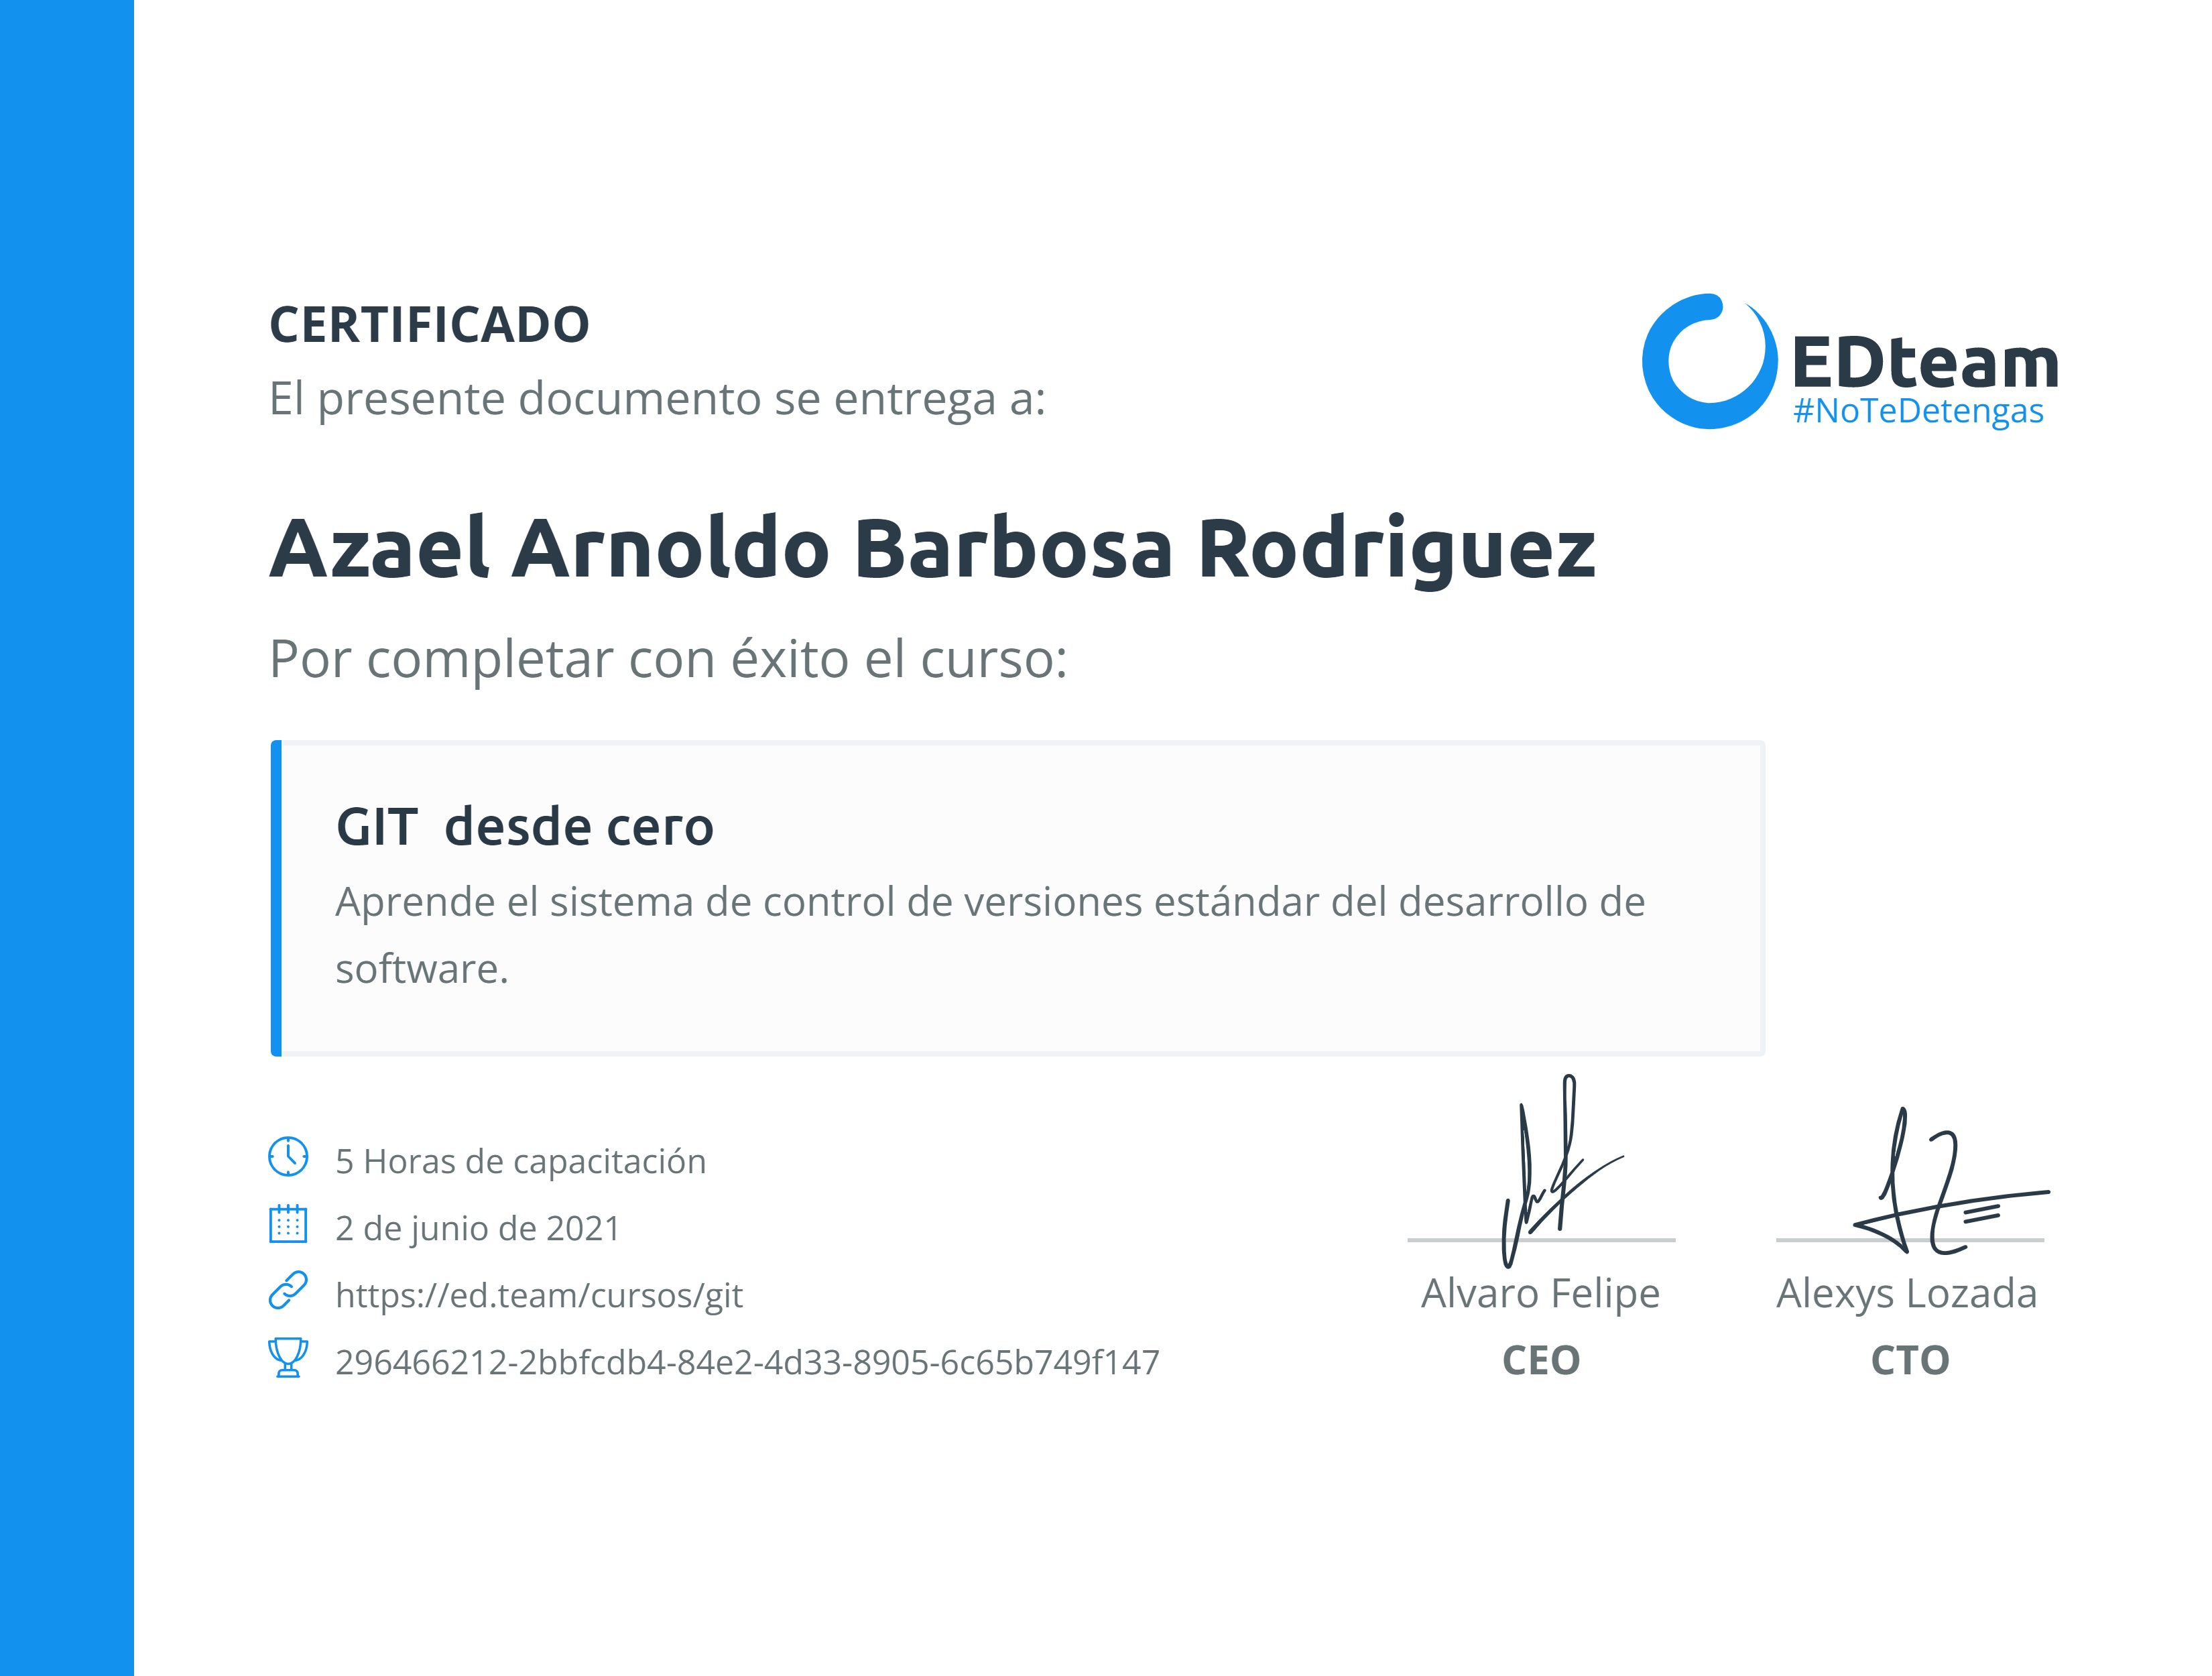 CERTIFICADO
El presente documento se entrega a:
EDteam
#NoTeDetengas
Azael Arnoldo Barbosa Rodriguez
Por completar con éxito el curso:
GIT  desde cero
Aprende el sistema de control de versiones estándar del desarrollo de
software.
5 Horas de capacitación
2 de junio de 2021
https://ed.team/cursos/git
296466212-2bbfcdb4-84e2-4d33-8905-6c65b749f147
Alvaro Felipe
CEO
Alexys Lozada
CTO